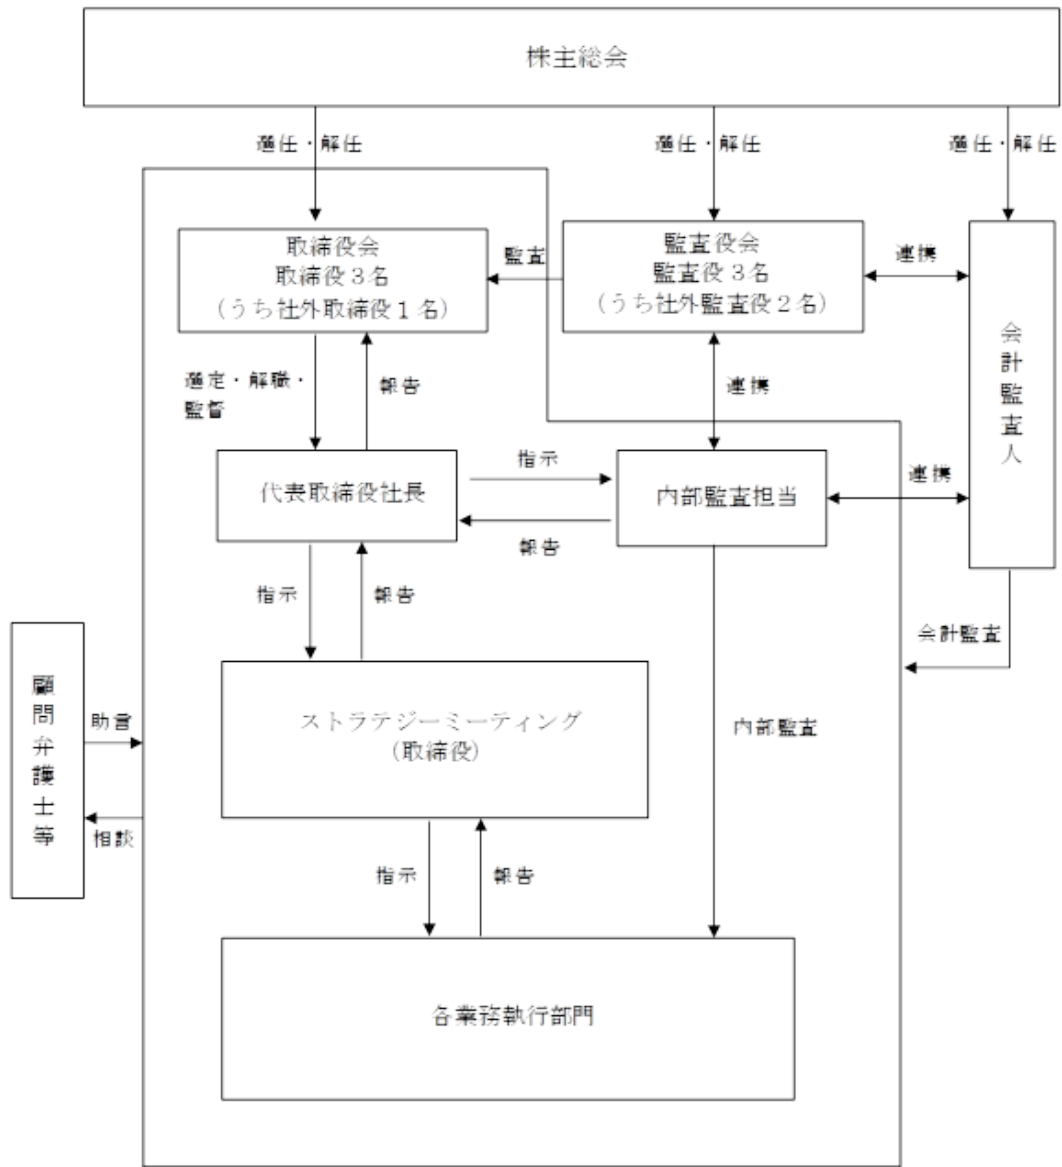 株主総会
選任・解任
選任・解任
選任・解任
取締役会
取締役3名
(うち社外取締役1名)
監査
監査役会
監査役3名
(うち社外監査役2名)
連携
会計監査人
選定・解職・
監督
報告
連携
代表取締役社長
指示
報告
内部監査担当
連携
指示
報告
会計監査
顧問弁護士等
助言
相談
ストラテジーミーティング
(取締役)
内部監査
指示
報告
各業務執行部門